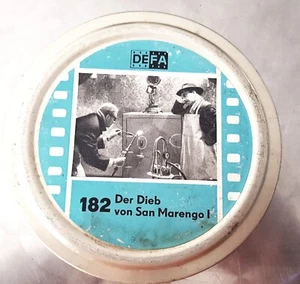 DEFA
182 Der Dieb
von San Marengo I